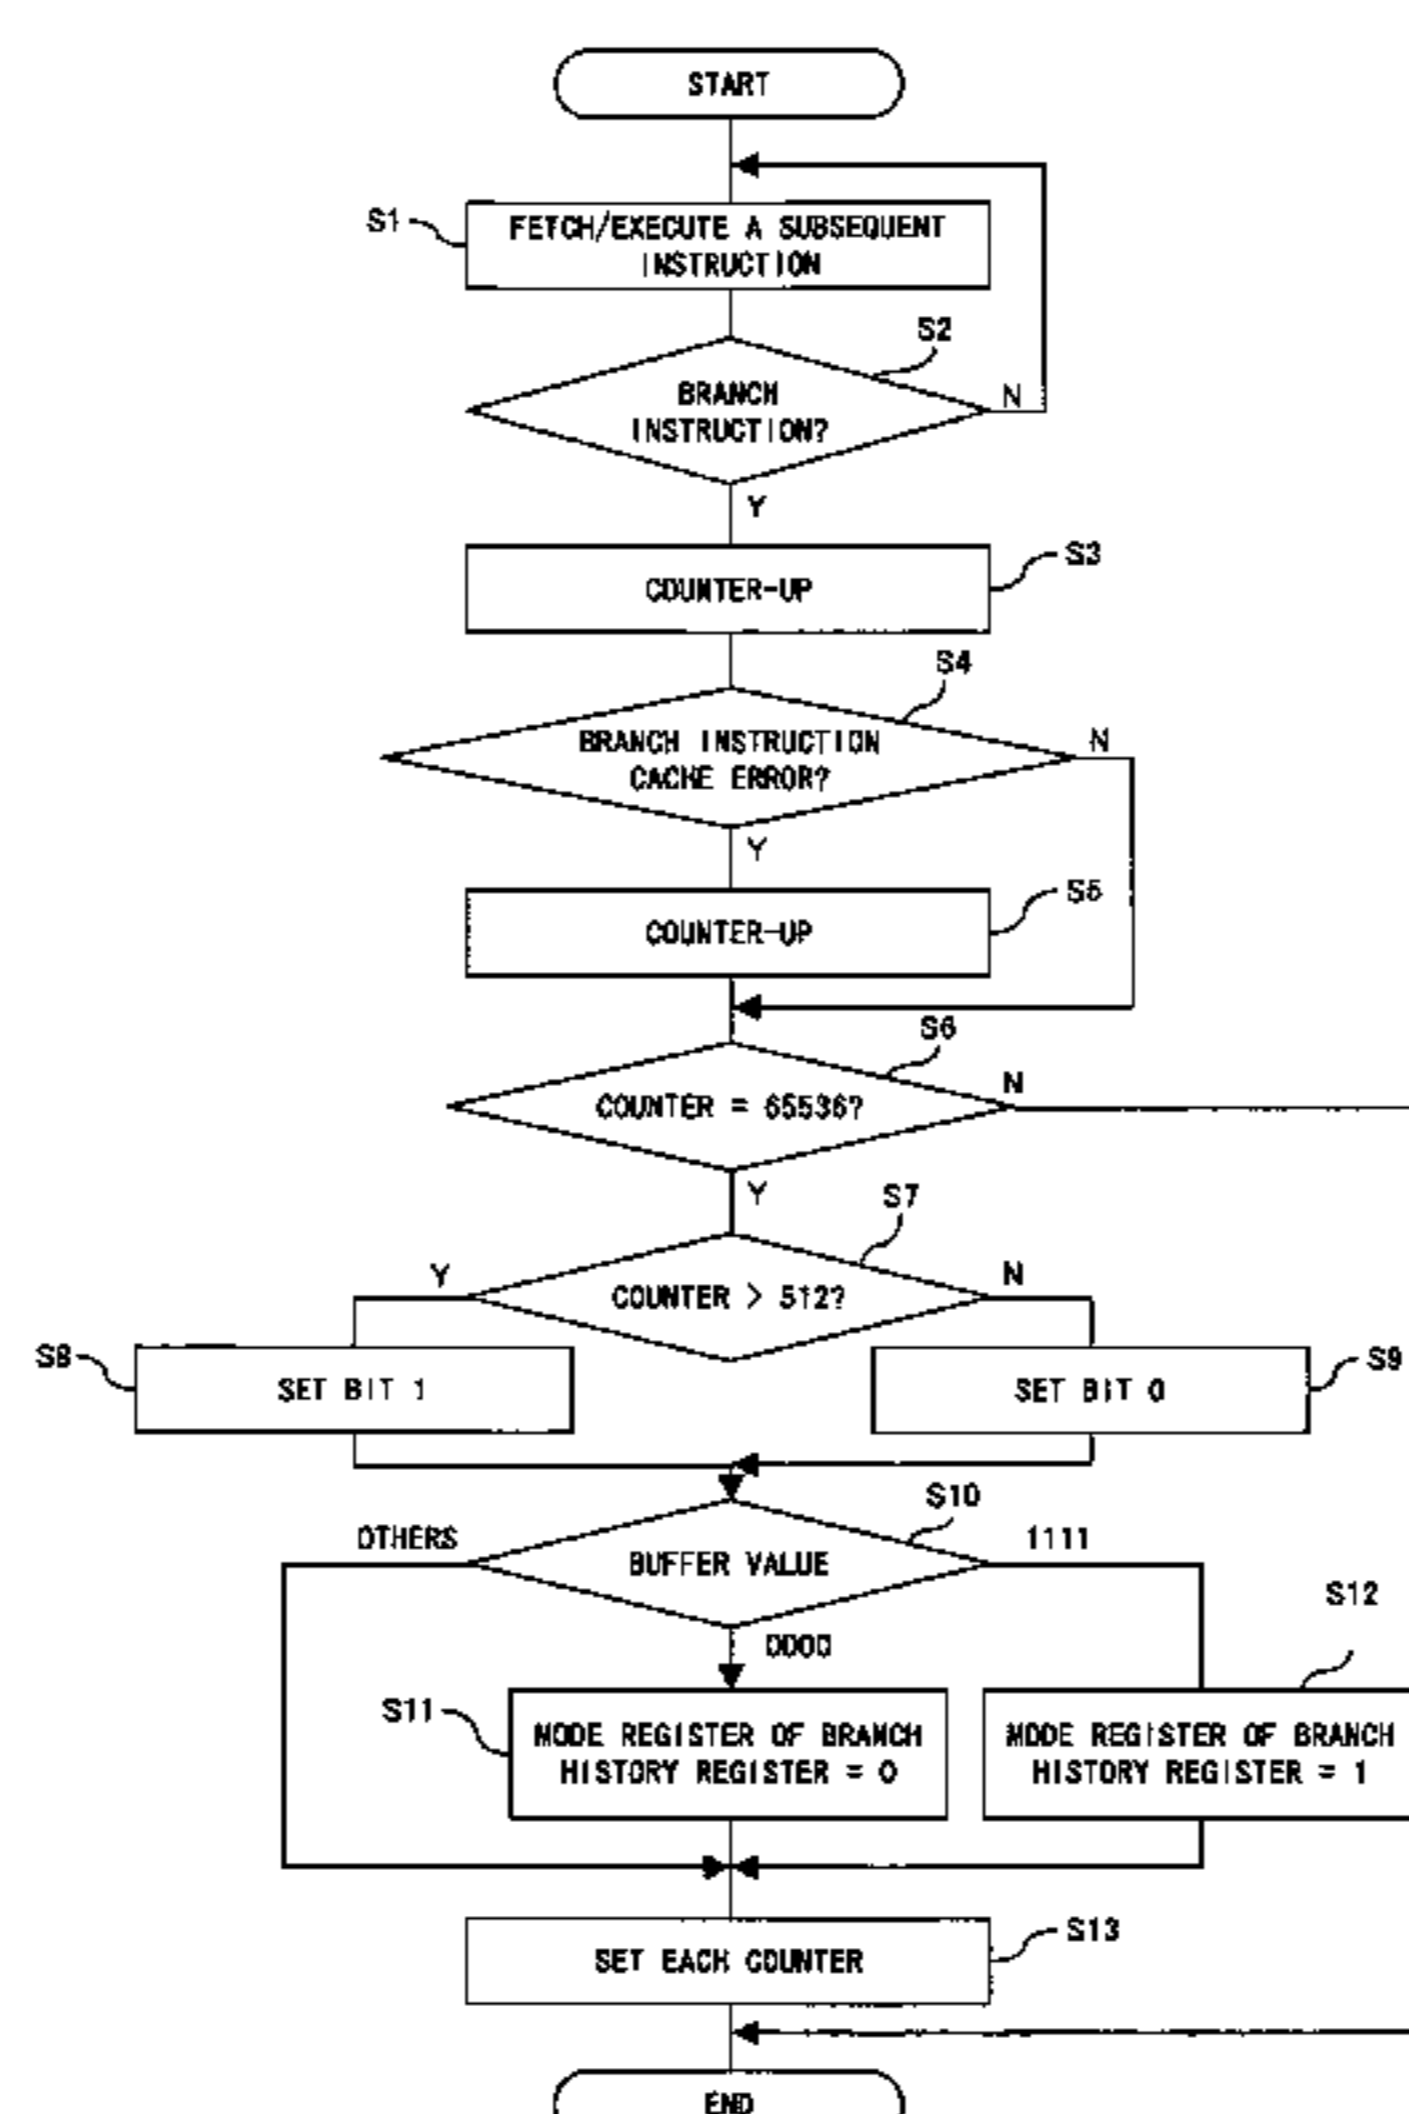 START
S1
FETCH/EXECUTE A SUBSEQUENT
INSTRUCTION
S2
BRANCH
INSTRUCTION?
N
Y
S3
COUNTER-UP
S4
BRANCH INSTRUCTION
CACHE ERROR?
N
Y
S5
COUNTER-UP
S6
COUNTER = 65536?
N
Y
S7
COUNTER > 512?
Y
N
S8
SET BIT 1
SET BIT 0
S9
S10
OTHERS
BUFFER VALUE
1111
0000
S12
S11
MODE REGISTER OF BRANCH
HISTORY REGISTER = 0
MODE REGISTER OF BRANCH
HISTORY REGISTER = 1
S13
SET EACH COUNTER
END